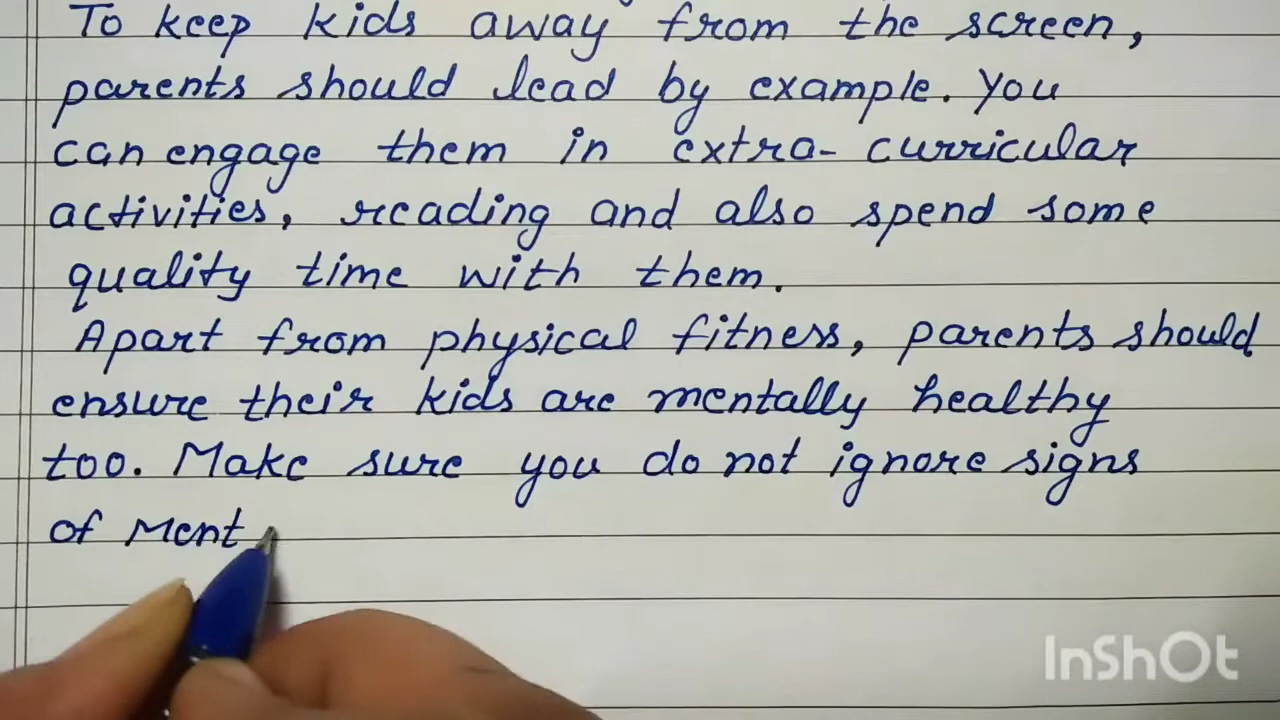 To keep kids away from the screen,
parents should lead by example. You
can engage them in extra-curricular
activities, reading and also spend some
quality time with them.
Apart from physical fitness, parents should
ensure their kids are mentally healthy
too. Make sure you do not ignore signs
of Ment
InShOt